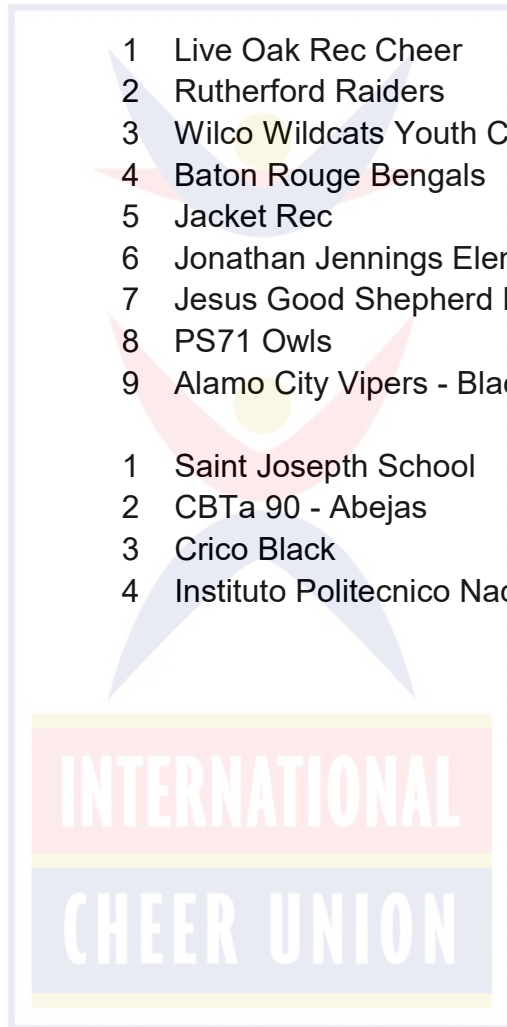 1 Live Oak Rec Cheer
2 Rutherford Raiders
3 Wilco Wildcats Youth
4 Baton Rouge Bengals
5 Jacket Rec
6 Jonathan Jennings
7 Jesus Good Shepherd
8 PS71 Owls
9 Alamo City Vipers -
1 Saint Josepth School
2 CBTa 90 - Abejas
3 Crico Black
4 Instituto Politecnico
INTERNATIONAL
CHEER UNION